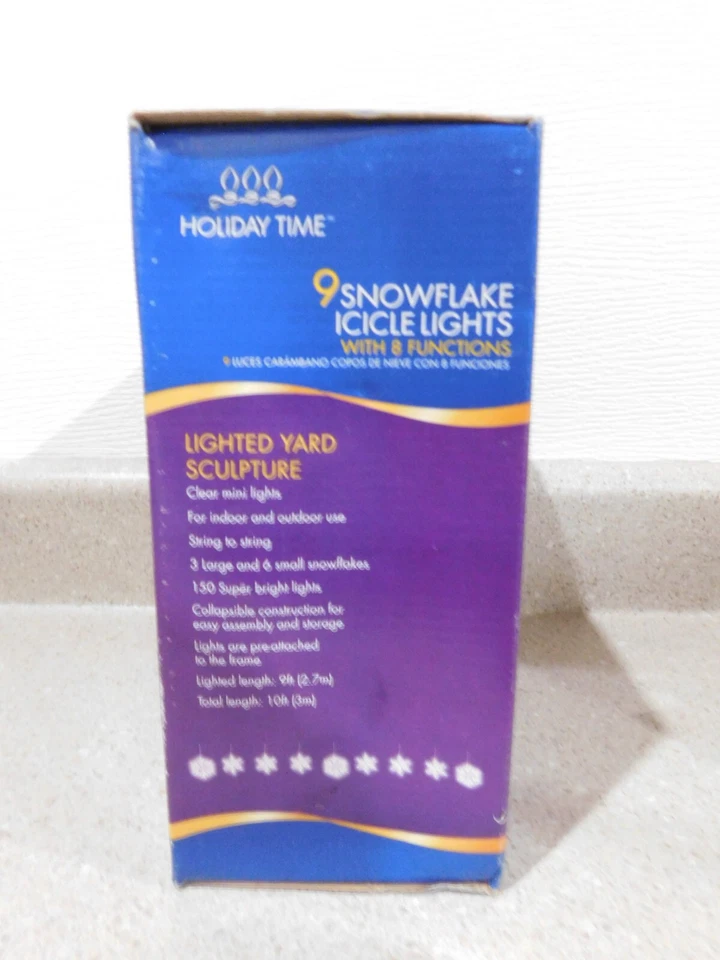 HOLIDAY TIME™
9 SNOWFLAKE
ICICLE LIGHTS
WITH 8 FUNCTIONS
9 LUCES CARÁMBANO COPOS DE NIEVE CON 8 FUNCIONES
LIGHTED YARD
SCULPTURE
Clear mini lights
For indoor and outdoor use
String to string
3 Large and 6 small snowflakes
150 Super bright lights
Collapsible construction for
easy assembly and storage
Lights are pre-attached
to the frame
Lighted length: 9ft (2.7m)
Total length: 10ft (3m)